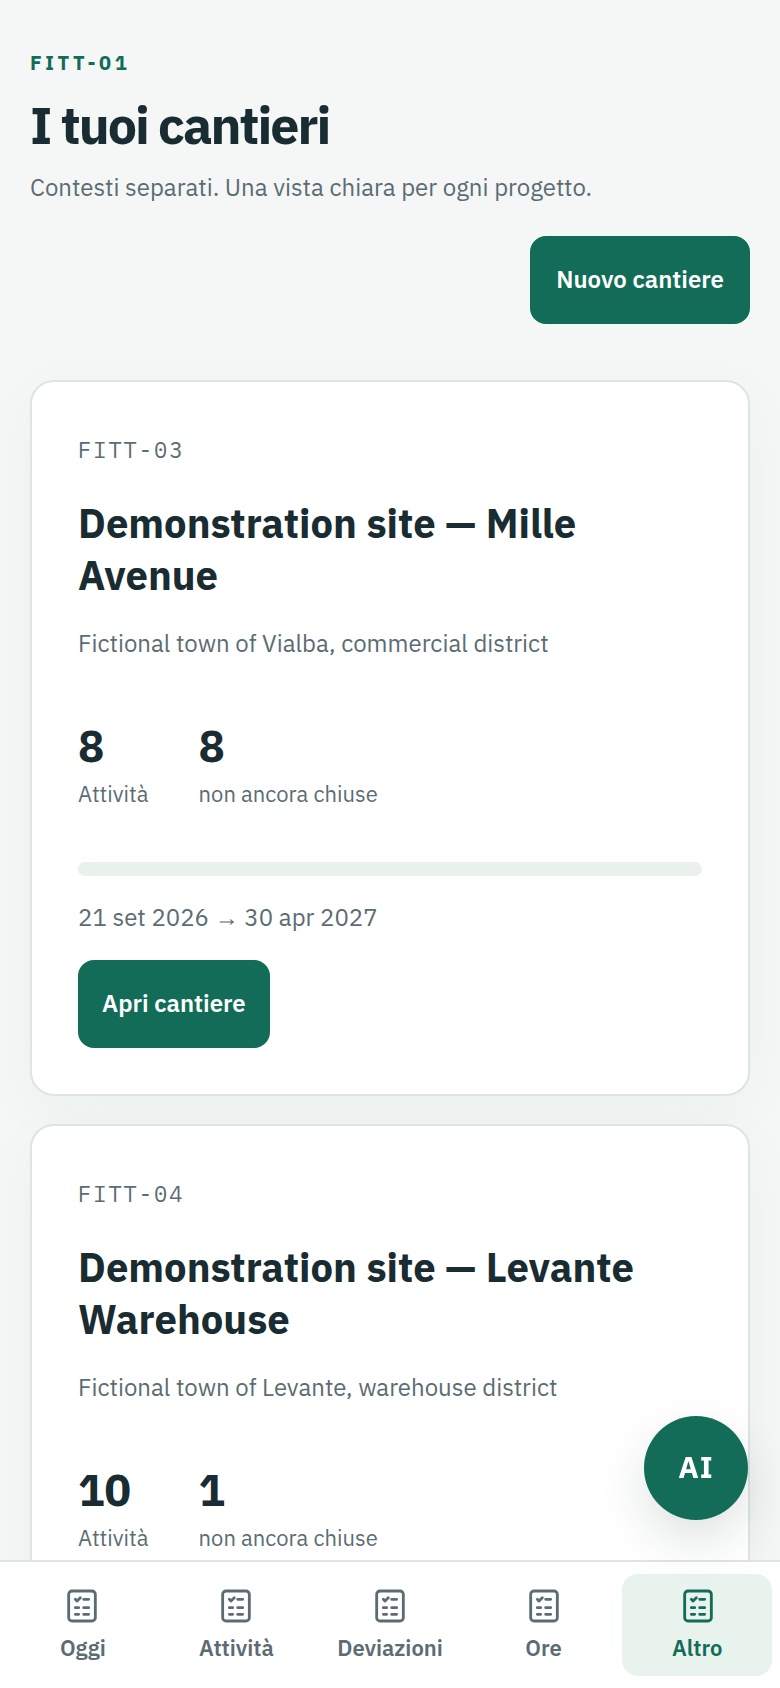 FITT-01
I tuoi cantieri
Contesti separati. Una vista chiara per ogni progetto.
Nuovo cantiere
FITT-03
Demonstration site — Mille
Avenue
Fictional town of Vialba, commercial district
8 8
Attività non ancora chiuse
21 set 2026 → 30 apr 2027
Apri cantiere
FITT-04
Demonstration site — Levante
Warehouse
Fictional town of Levante, warehouse district
AI
10 1
Attività non ancora chiuse
Oggi Attività Deviazioni Ore Altro